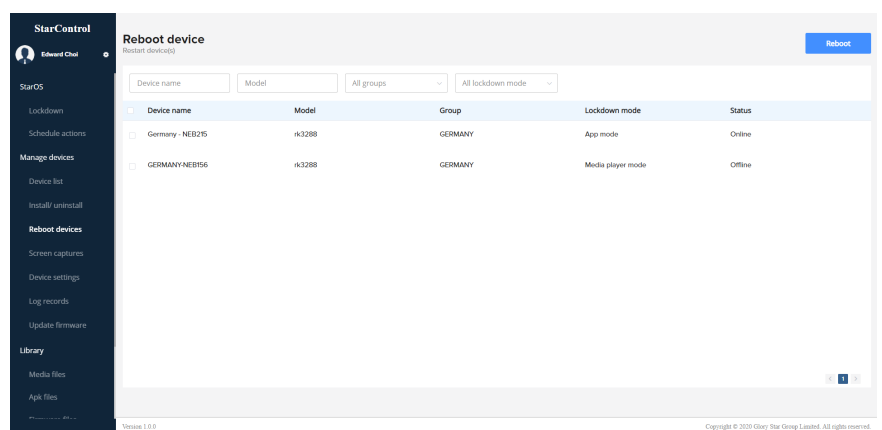 StarControl
Edward Choi
StarOS
Lockdown
Schedule actions
Manage devices
Device list
Install/ uninstall
Reboot devices
Screen captures
Device settings
Log records
Update firmware
Library
Media files
Apk files
Reboot device
Restart device(s)
Reboot
Device name Model All groups All lockdown mode
Device name Model Group Lockdown mode Status
Germany - NEB215 rk3288 GERMANY App mode Online
GERMANY-NEB156 rk3288 GERMANY Media player mode Offline
1
Version 1.0.0 Copyright © 2020 Glory Star Group Limited. All rights reserved.